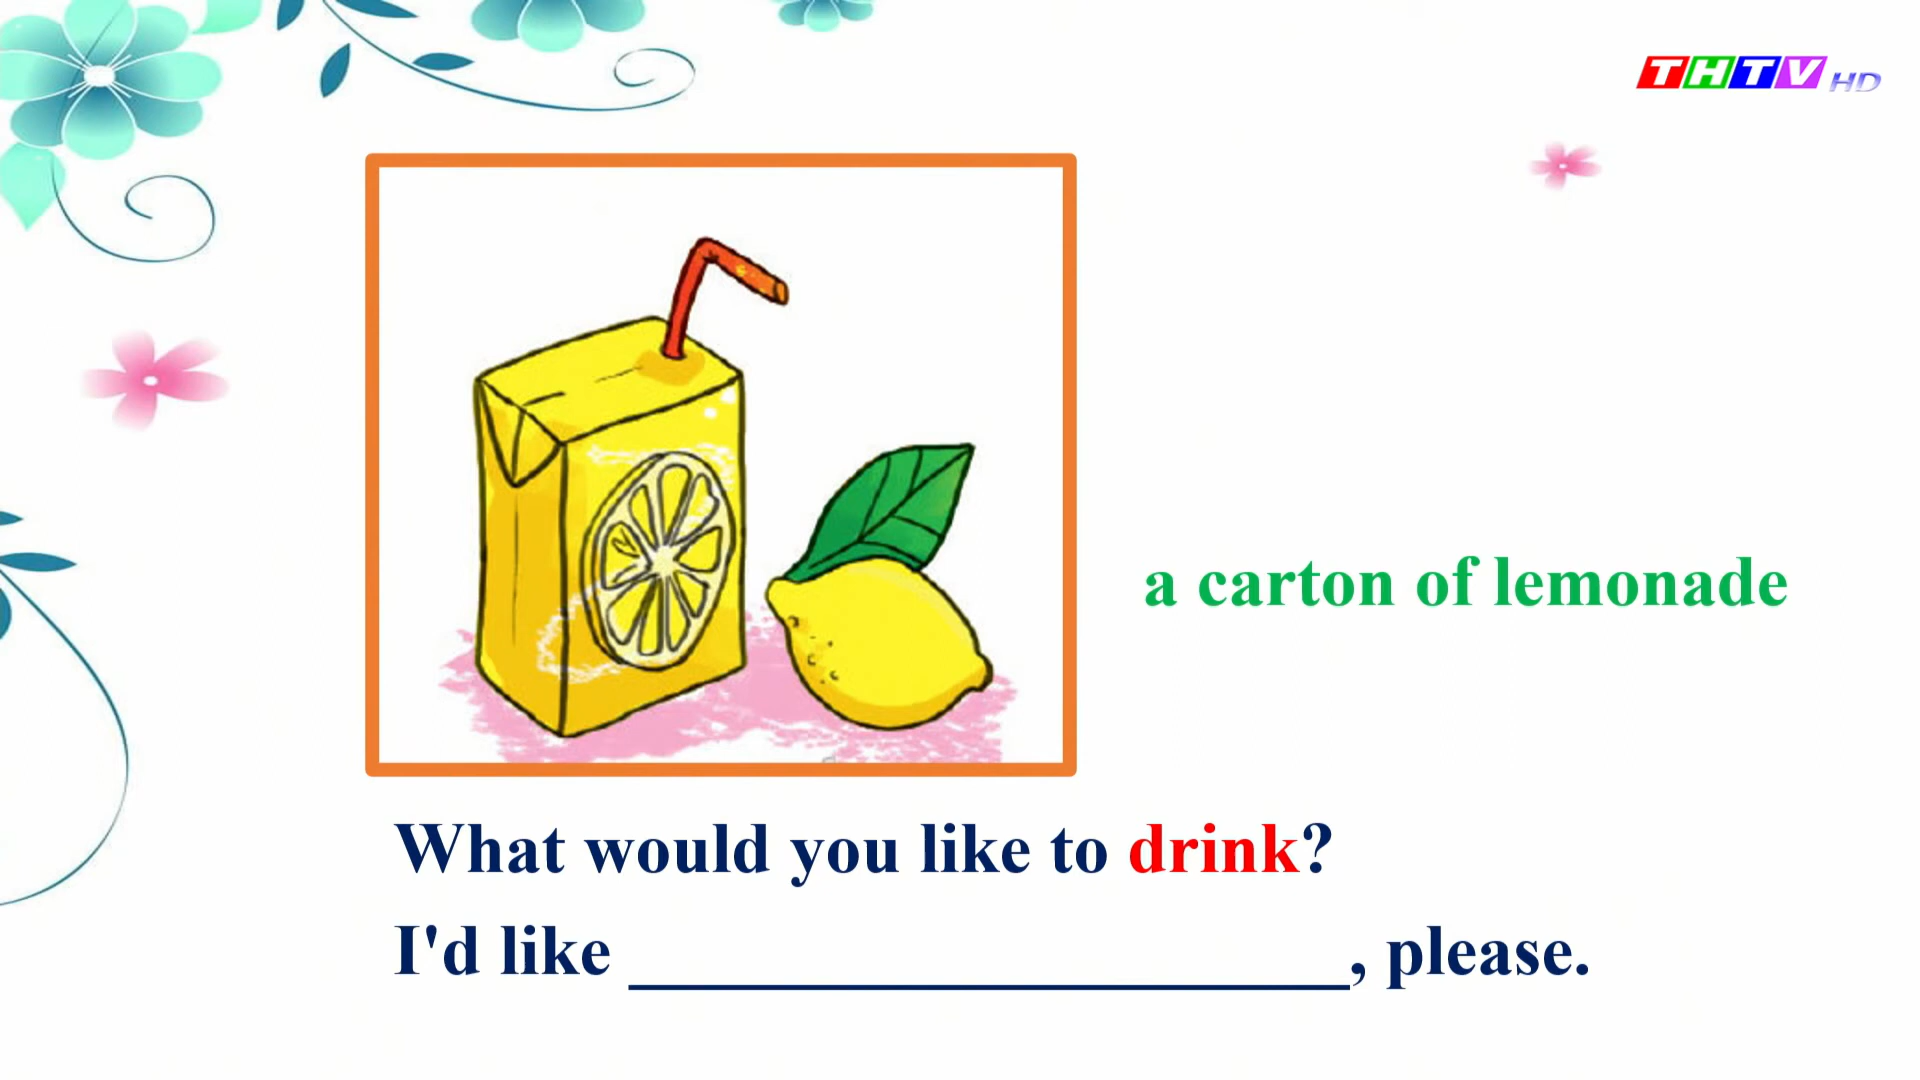 THTV HD
a carton of lemonade
What would you like to drink?
I'd like ____________________, please.